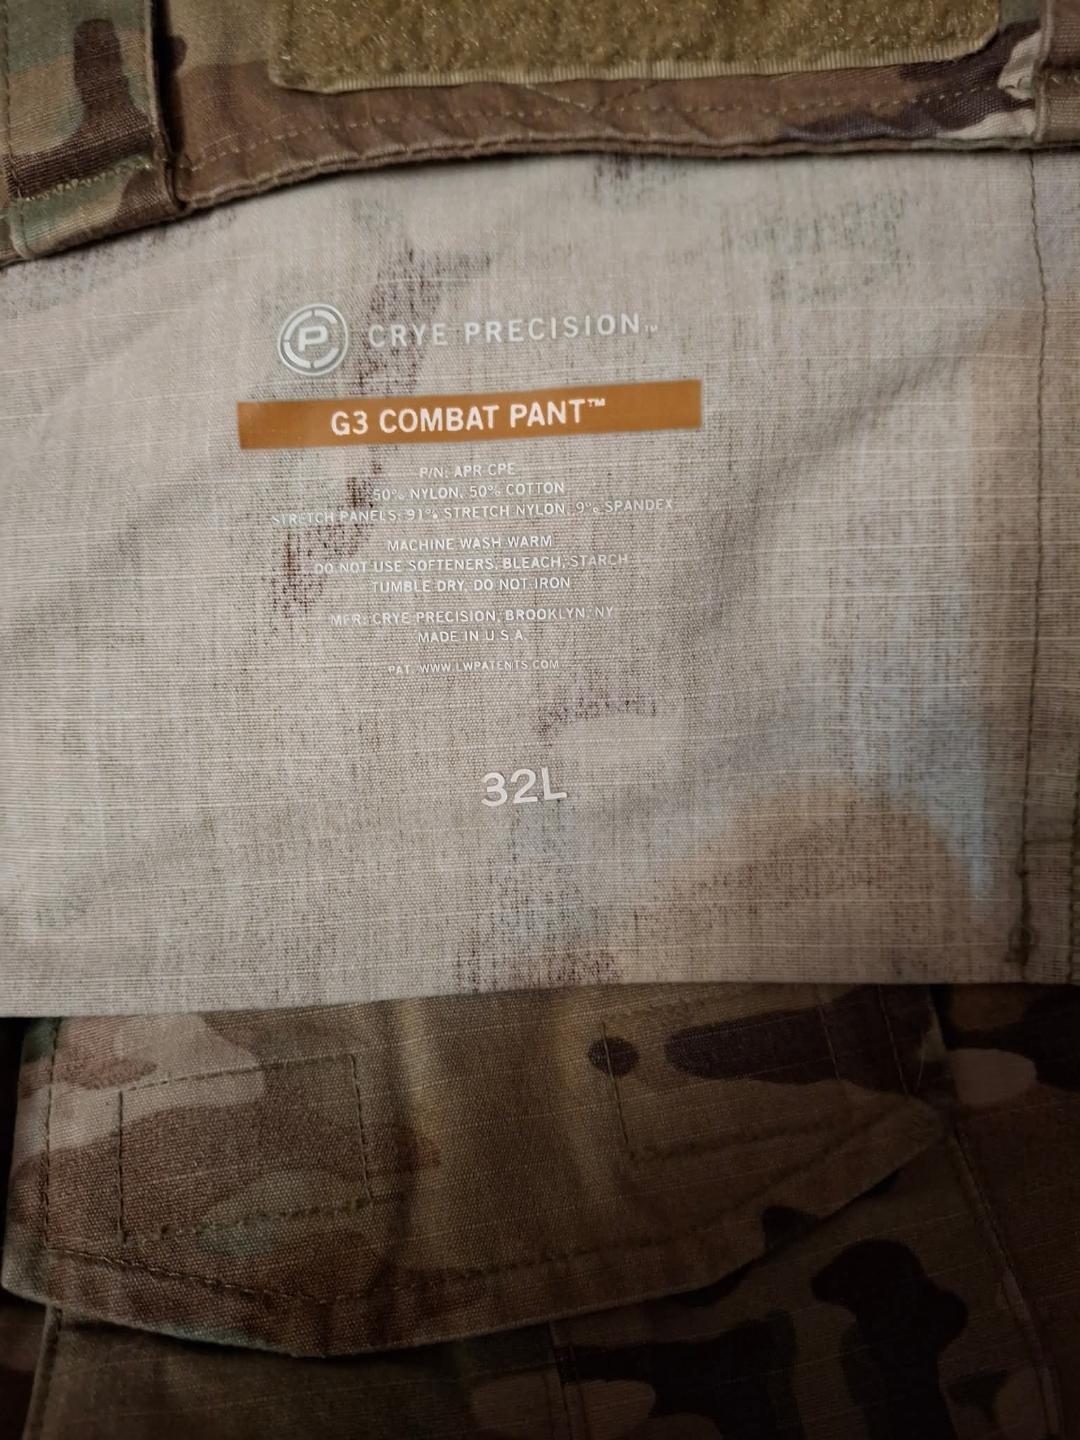 P CRYE PRECISION™
G3 COMBAT PANT™
P/N: APR-CPE
50% NYLON, 50% COTTON
STRETCH PANELS: 91% STRETCH NYLON, 9% SPANDEX
MACHINE WASH WARM
DO NOT USE SOFTENERS, BLEACH, STARCH
TUMBLE DRY, DO NOT IRON
MFR: CRYE PRECISION, BROOKLYN, NY
MADE IN U.S.A.
PAT. WWW.LWPATENTS.COM
32L